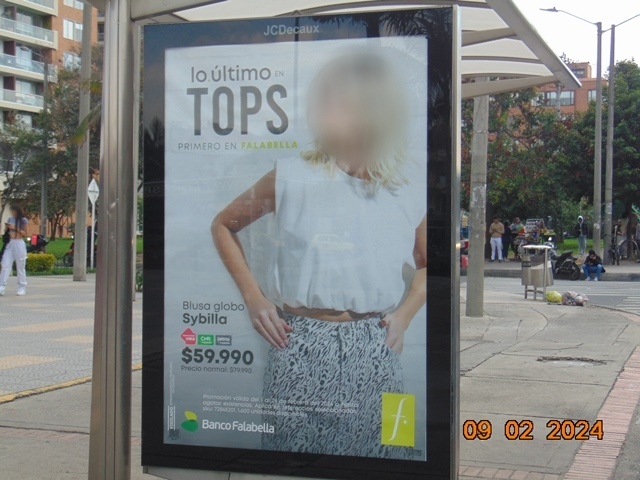 JCDecaux
lo último EN
TOPS
PRIMERO EN FALABELLA
Blusa globo
Sybilla
$59.990
Precio normal: $79.990
Banco Falabella
f.
09 02 2024